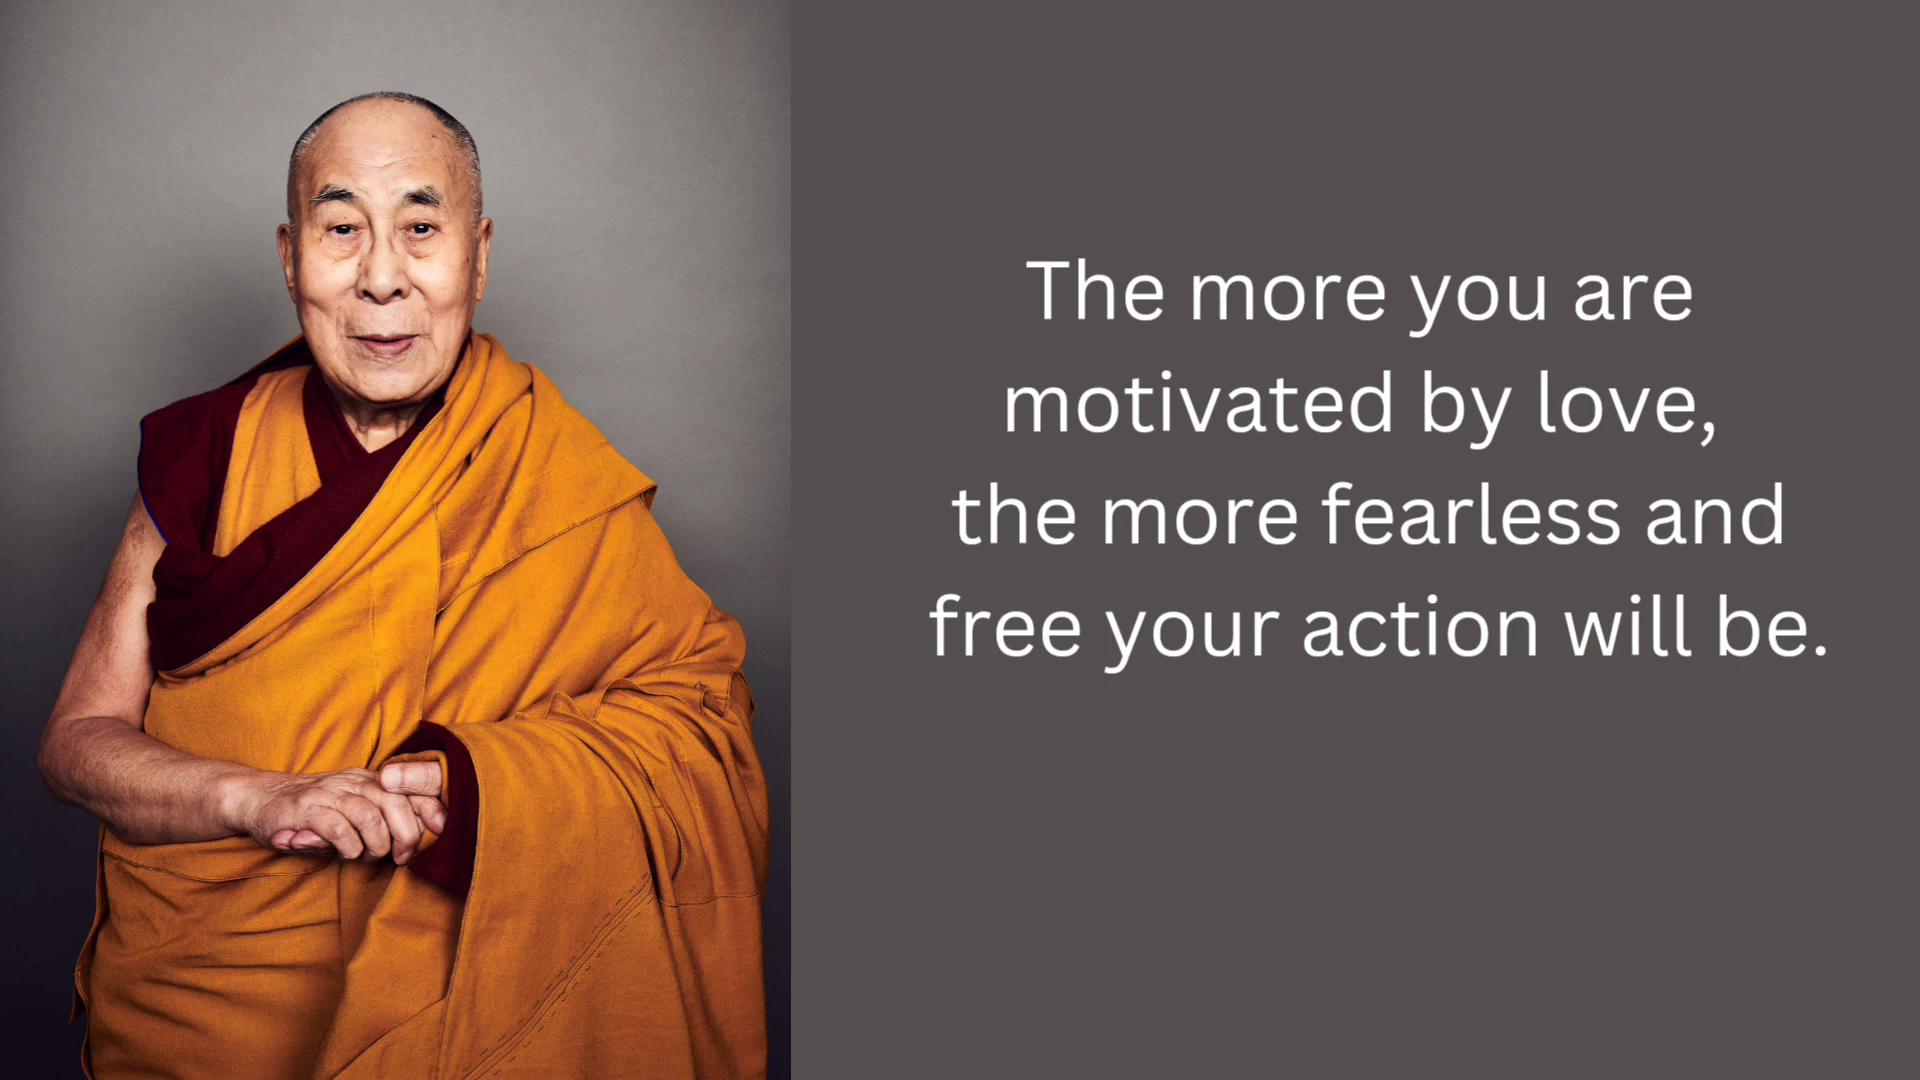 The more you are
motivated by love,
the more fearless and
free your action will be.